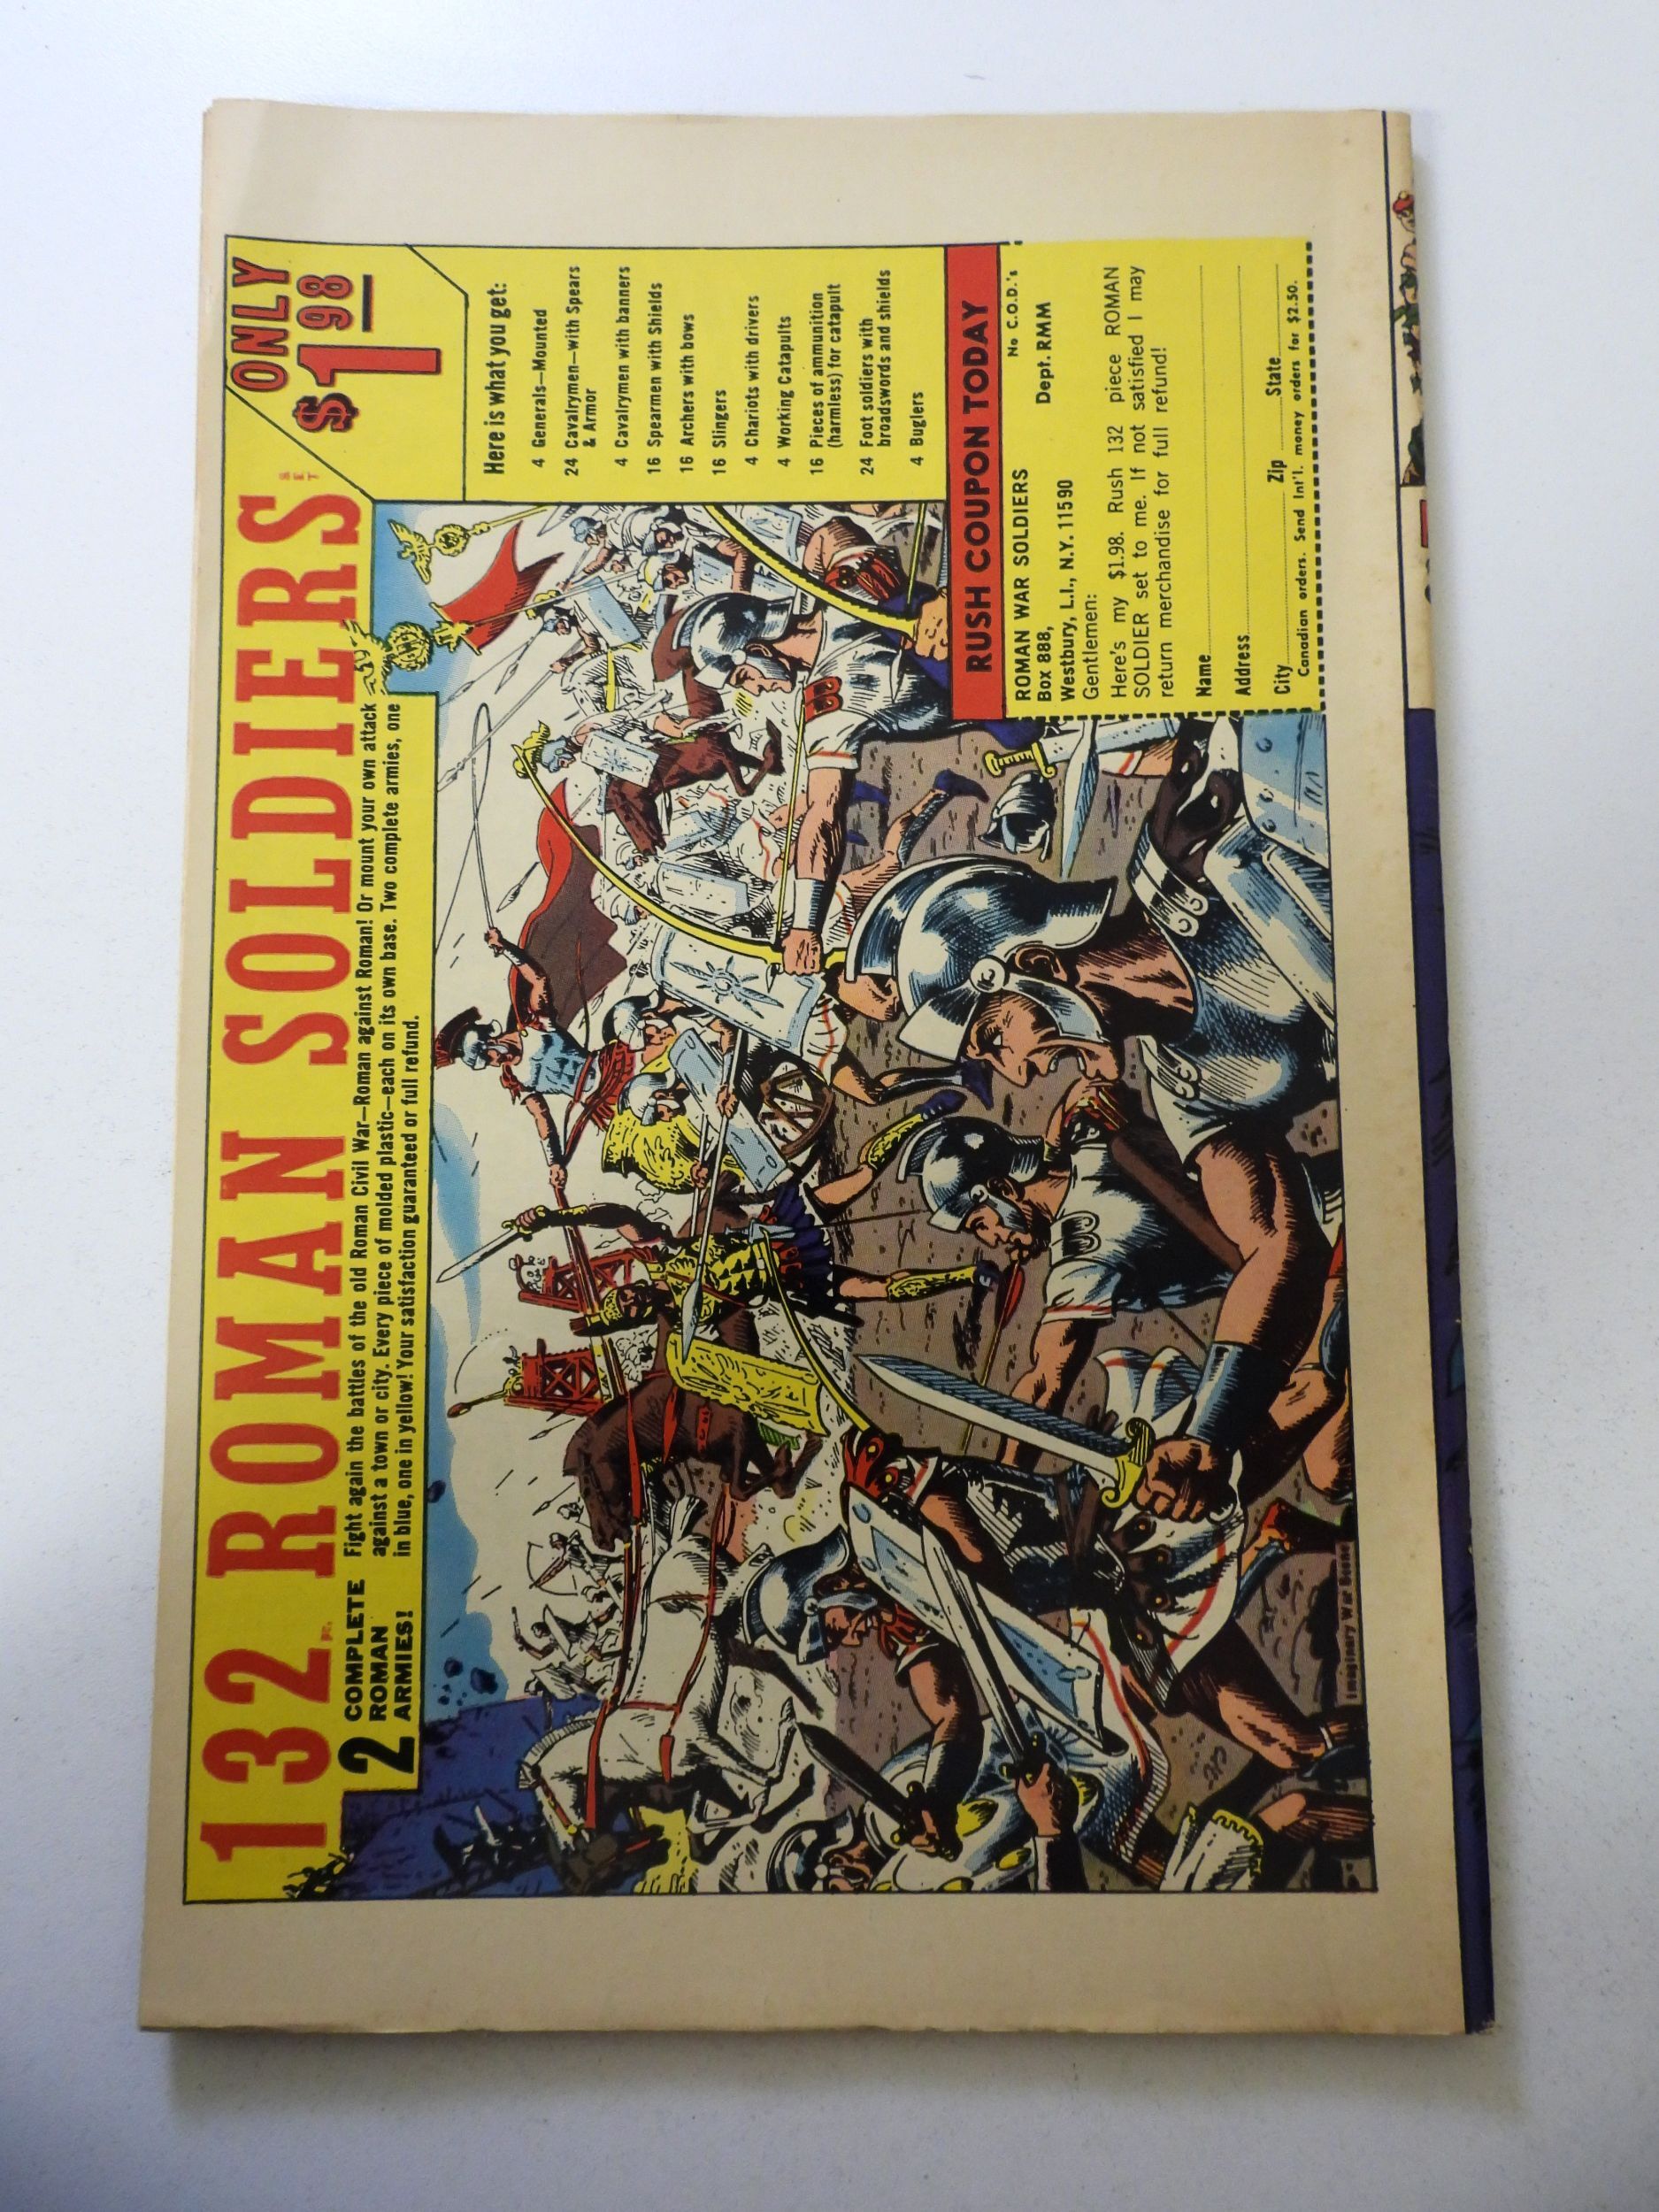 132 PC. ROMAN SOLDIERS SET
ONLY
$1.98
2 COMPLETE
ROMAN
ARMIES!
Fight again the battles of the old Roman Civil War—Roman against Roman! Or mount your own attack
against a town or city. Every piece of molded plastic—each on its own base. Two complete armies, one
in blue, one in yellow! Your satisfaction guaranteed or full refund.
Here is what you get:
4 Generals—Mounted
24 Cavalrymen—with Spears
& Armor
4 Cavalrymen with banners
16 Spearmen with Shields
16 Archers with bows
16 Slingers
4 Chariots with drivers
4 Working Catapults
16 Pieces of ammunition
(harmless) for catapult
24 Foot soldiers with
broadswords and shields
4 Buglers
RUSH COUPON TODAY
No C.O.D.'s
ROMAN WAR SOLDIERS
Box 888, Dept. RMM
Westbury, L.I., N.Y. 11590
Gentlemen:
Here's my $1.98. Rush 132 piece ROMAN
SOLDIER set to me. If not satisfied I may
return merchandise for full refund!
Name
Address
City Zip State
Canadian orders. Send Int'l. money orders for $2.50.
Imaginary War Scene